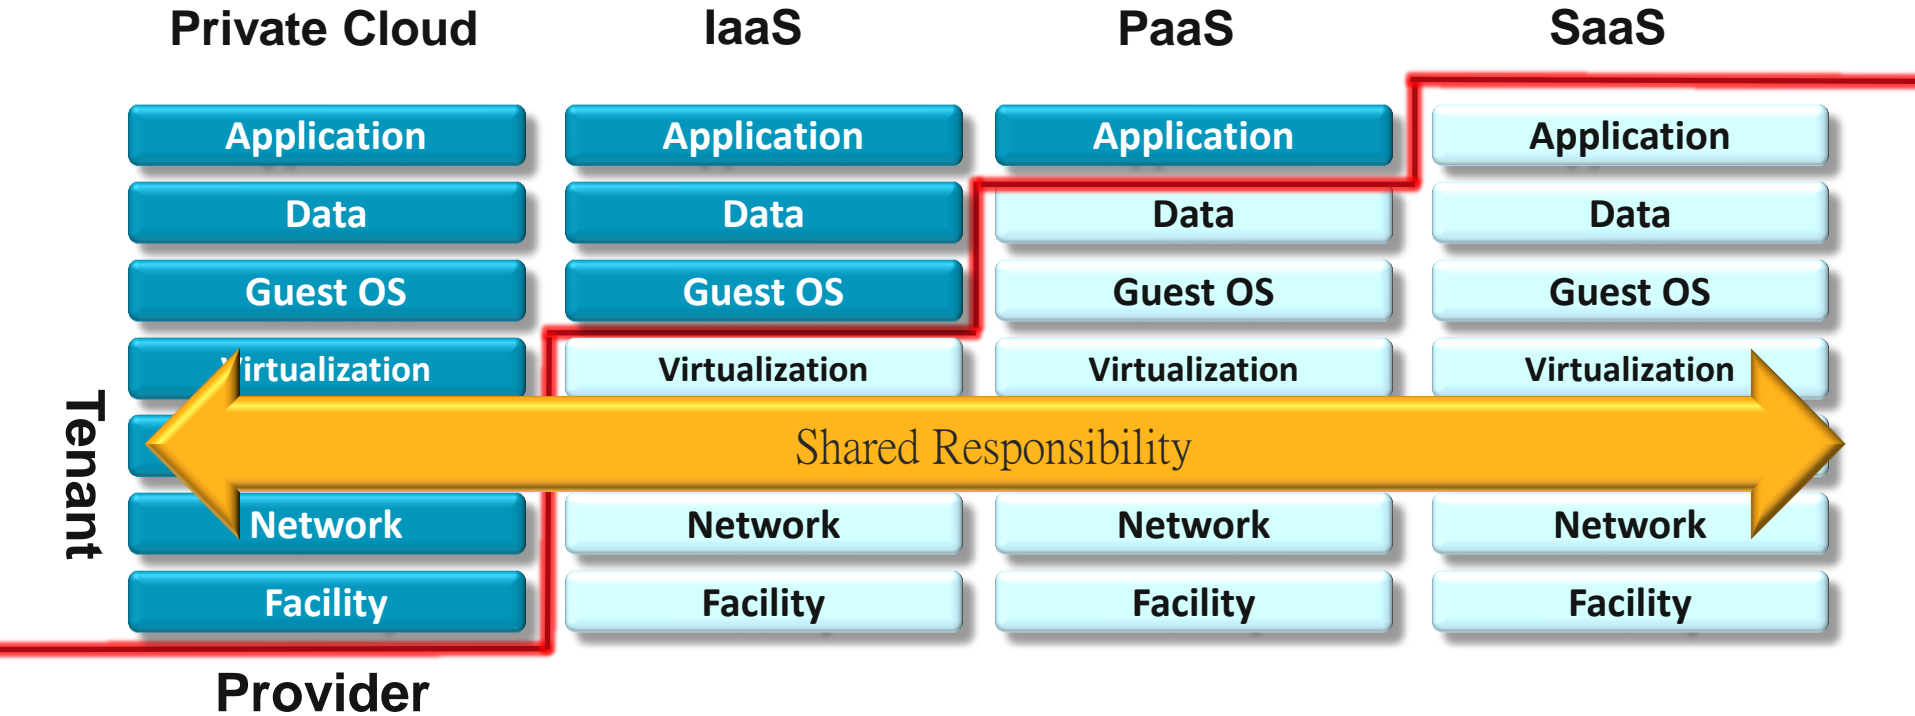 Private Cloud IaaS PaaS SaaS
Application Application Application Application
Data Data Data Data
Guest OS Guest OS Guest OS Guest OS
Virtualization Virtualization Virtualization Virtualization
Tenant
Shared Responsibility
Network Network Network Network
Facility Facility Facility Facility
Provider